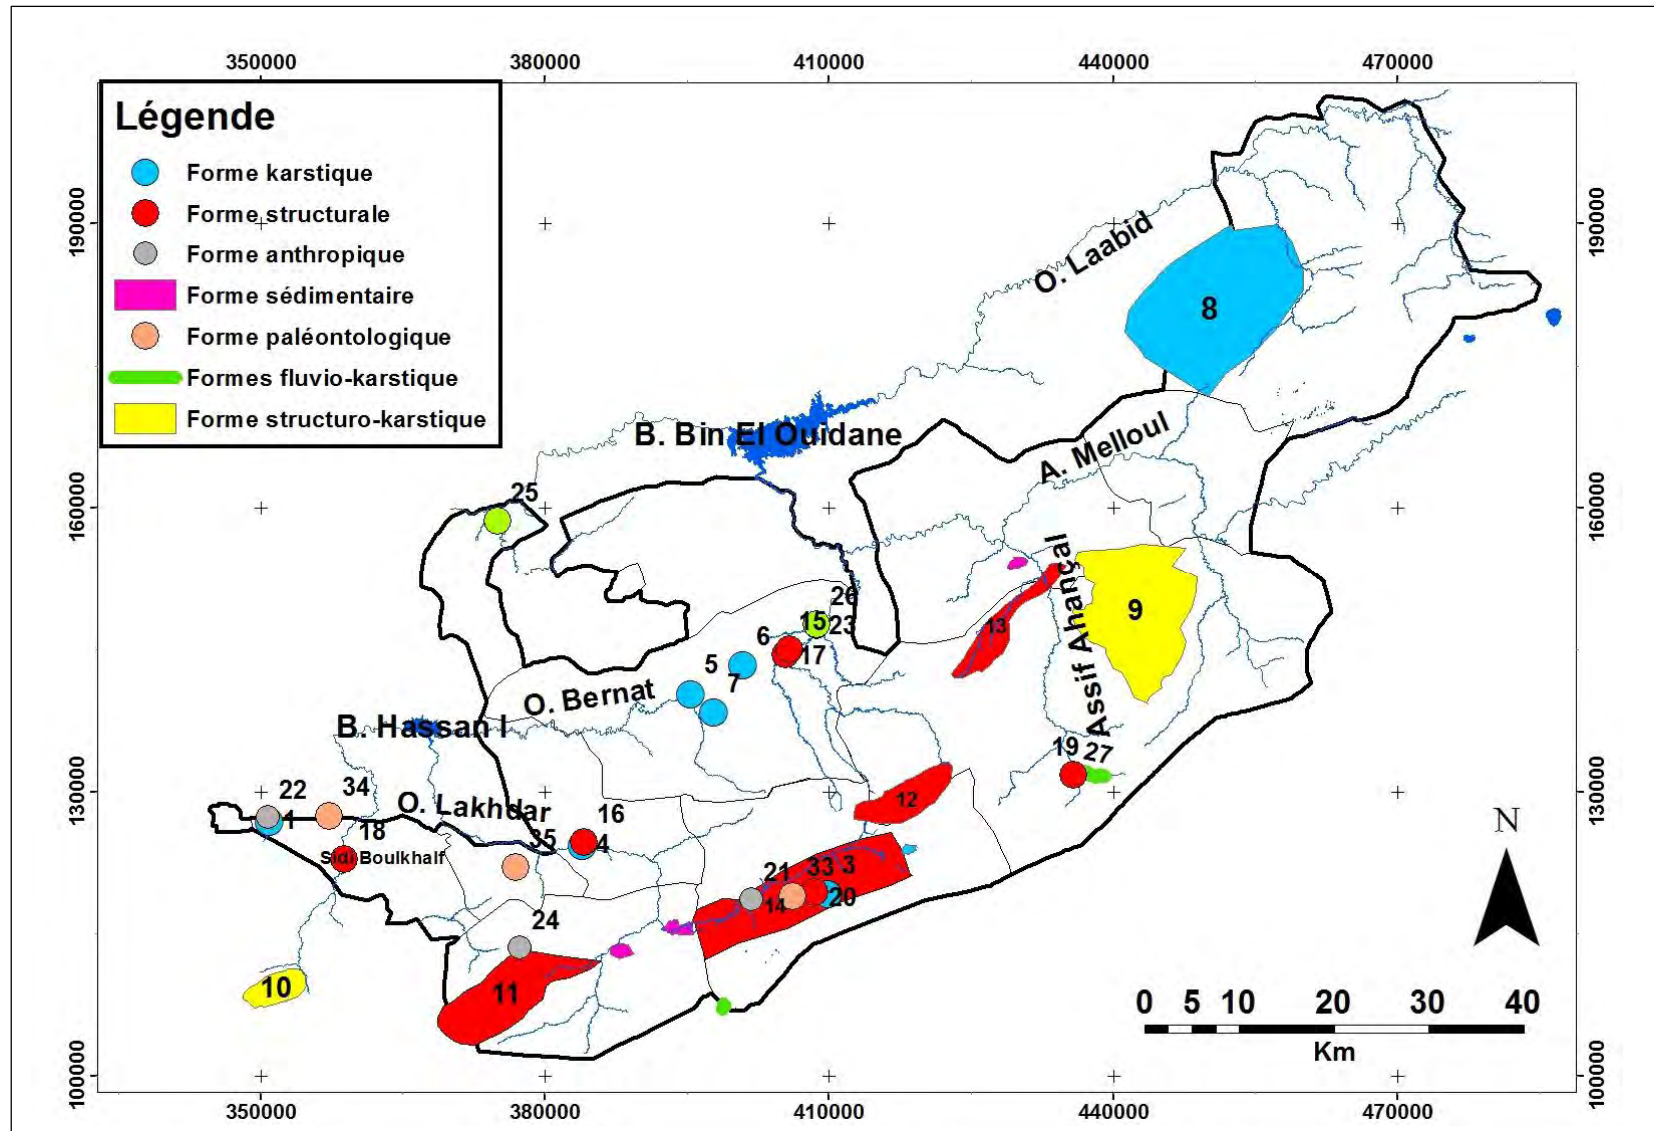 350000 380000 410000 440000 470000
Légende
Forme karstique
Forme structurale
Forme anthropique
Forme sédimentaire
Forme paléontologique
Formes fluvio-karstique
Forme structuro-karstique
190000
190000
O. Laabid
8
B. Bin El Ouidane
A. Melloul
25
160000
160000
Assif Ahançal
9
26
15
23
13
6
17
5
7
O. Bernat
B. Hassan I
19
27
22
34
O. Lakhdar
130000
130000
12
1
18
16
35
4
Sidi Boulkhalf
21
33
3
14
20
24
10
11
N
0 5 10 20 30 40
Km
100000
100000
350000 380000 410000 440000 470000